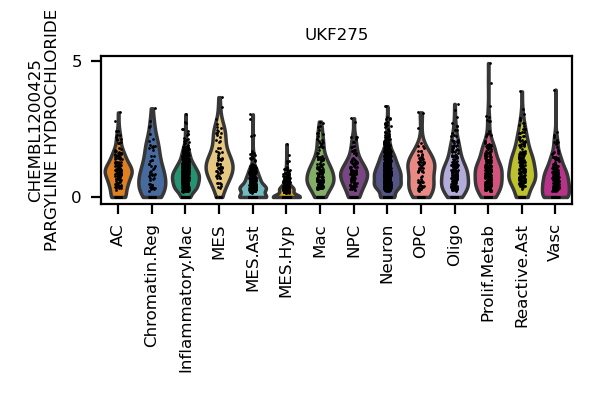 UKF275
CHEMBL1200425
PARGYLINE HYDROCHLORIDE
5
0
AC
Chromatin.Reg
Inflammatory.Mac
MES
MES.Ast
MES.Hyp
Mac
NPC
Neuron
OPC
Oligo
Prolif.Metab
Reactive.Ast
Vasc